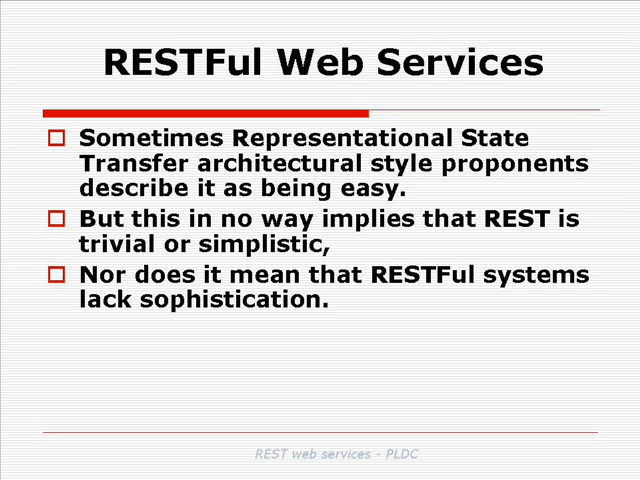 RESTFul Web Services
Sometimes Representational State
Transfer architectural style proponents
describe it as being easy.
But this in no way implies that REST is
trivial or simplistic,
Nor does it mean that RESTFul systems
lack sophistication.
REST web services - PLDC